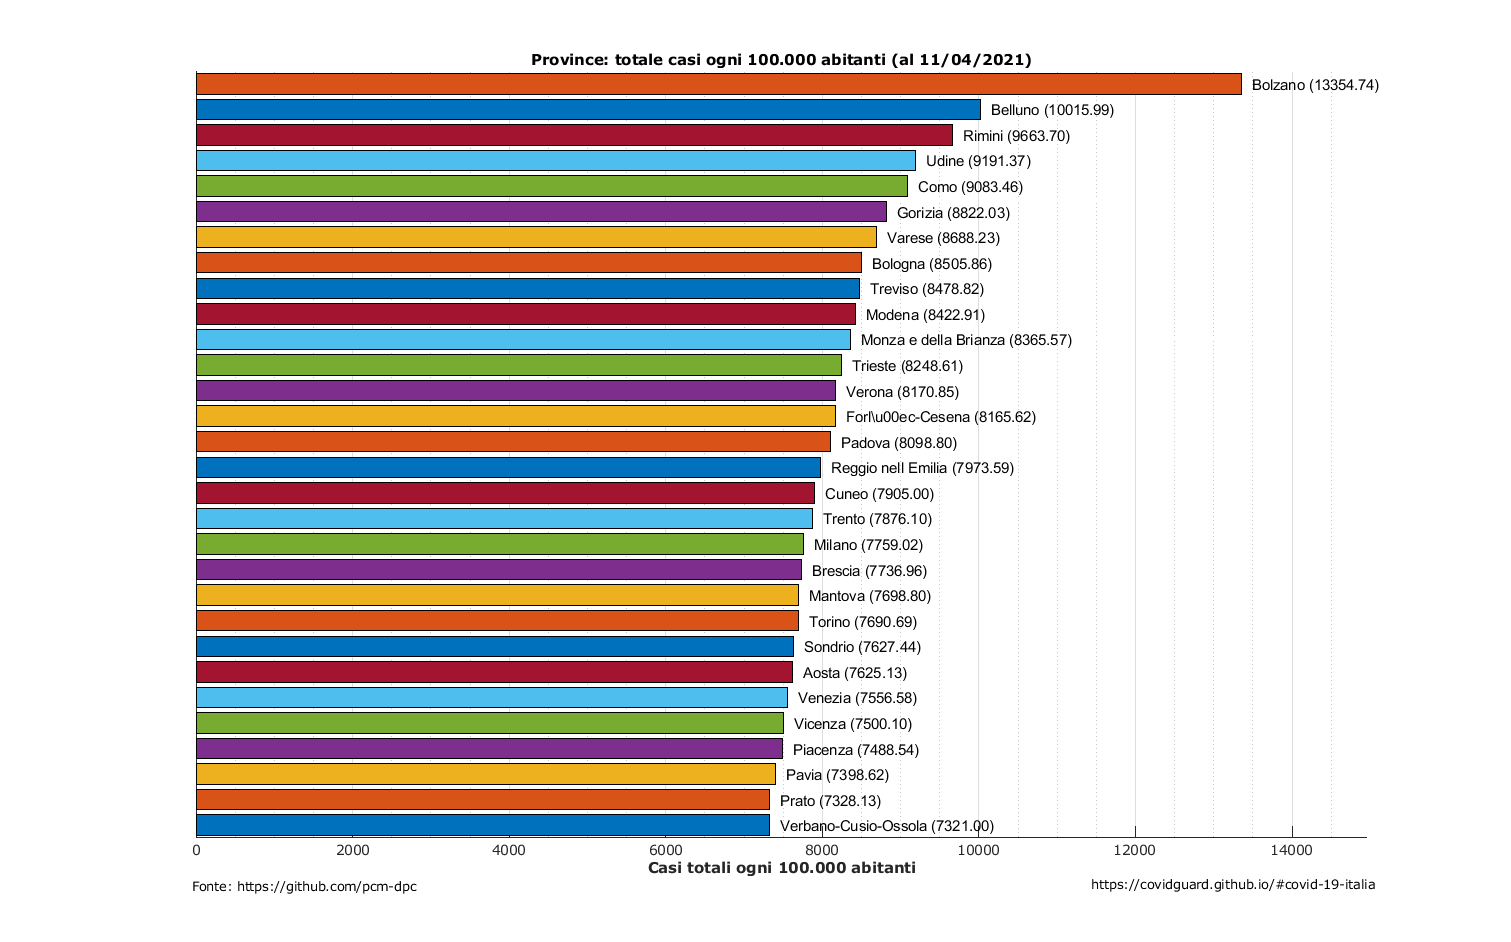 Province: totale casi ogni 100.000 abitanti (al 11/04/2021)
Bolzano (13354.74)
Belluno (10015.99)
Rimini (9663.70)
Udine (9191.37)
Como (9083.46)
Gorizia (8822.03)
Varese (8688.23)
Bologna (8505.86)
Treviso (8478.82)
Modena (8422.91)
Monza e della Brianza (8365.57)
Trieste (8248.61)
Verona (8170.85)
Forl\u00ec-Cesena (8165.62)
Padova (8098.80)
Reggio nell Emilia (7973.59)
Cuneo (7905.00)
Trento (7876.10)
Milano (7759.02)
Brescia (7736.96)
Mantova (7698.80)
Torino (7690.69)
Sondrio (7627.44)
Aosta (7625.13)
Venezia (7556.58)
Vicenza (7500.10)
Piacenza (7488.54)
Pavia (7398.62)
Prato (7328.13)
Verbano-Cusio-Ossola (7321.00)
0 2000 4000 6000 8000 10000 12000 14000
Casi totali ogni 100.000 abitanti
Fonte: https://github.com/pcm-dpc
https://covidguard.github.io/#covid-19-italia